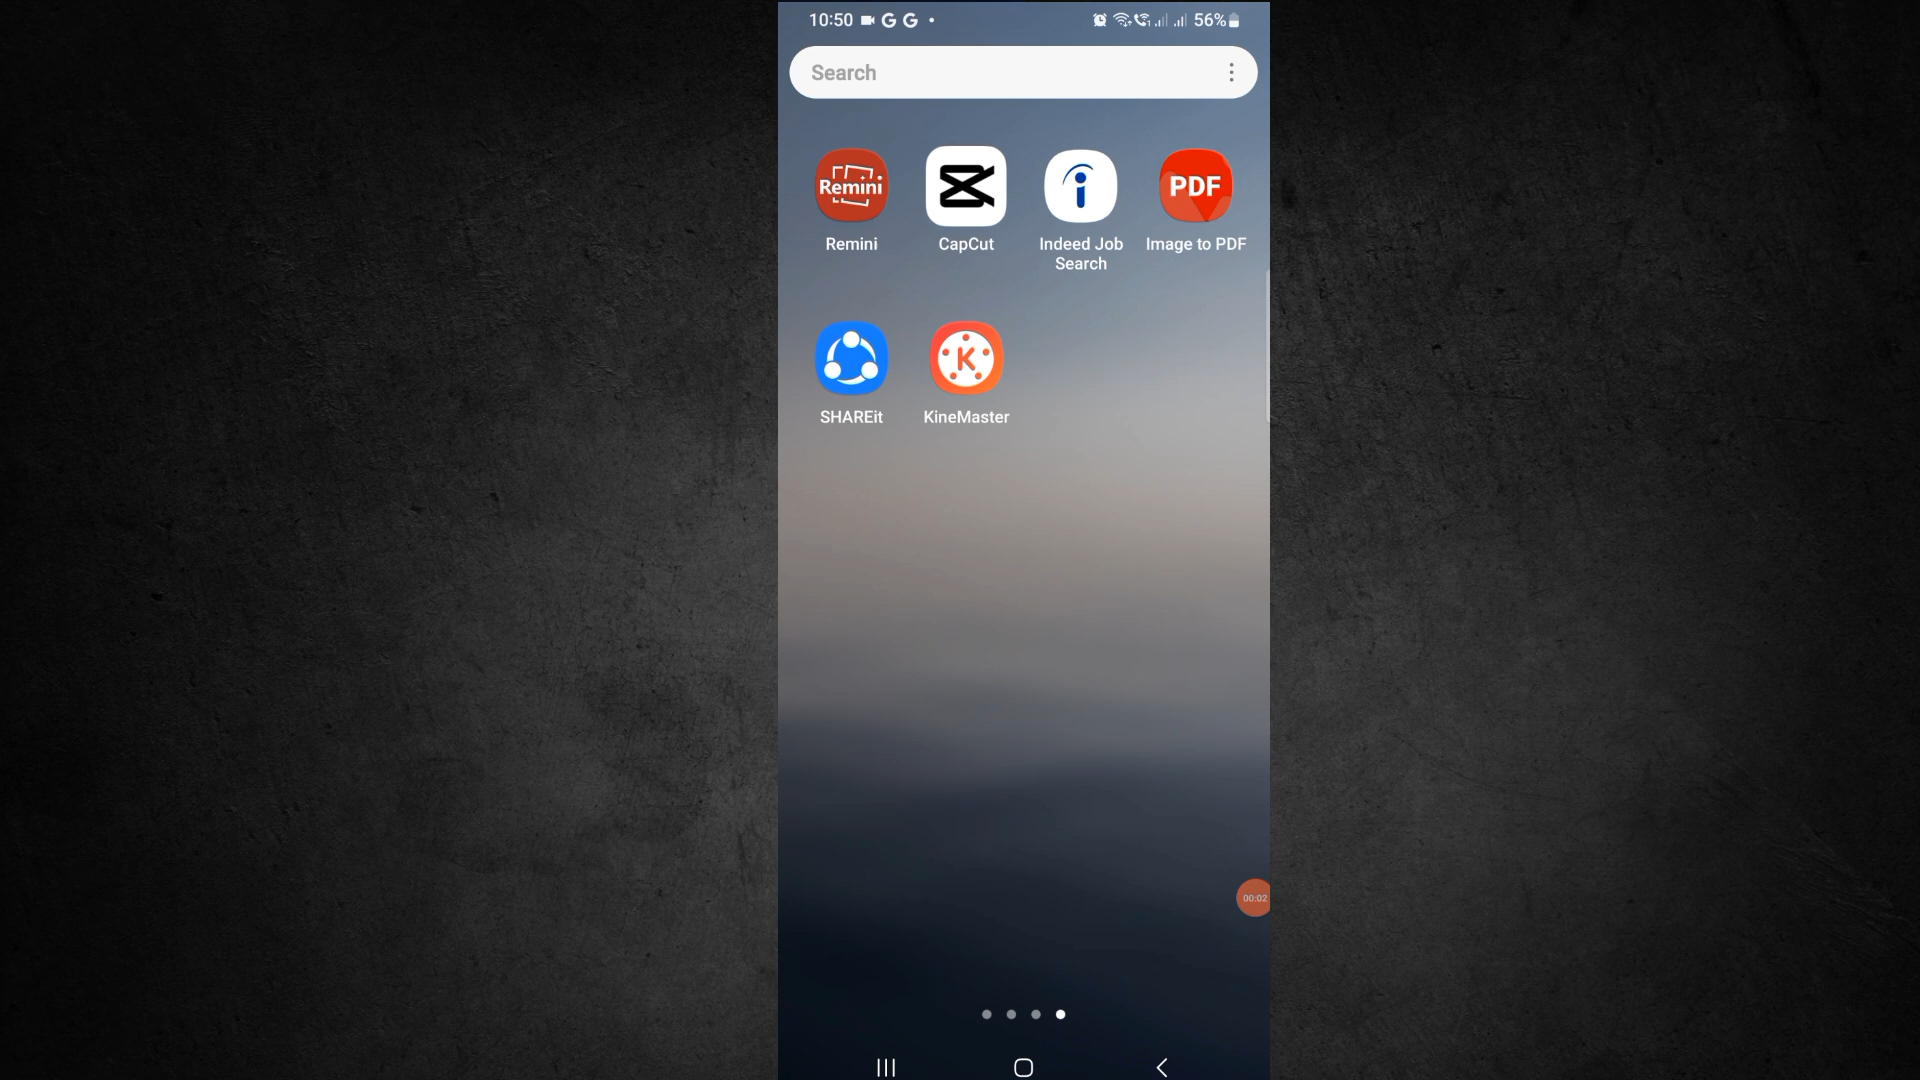 10:50
56%
Search
Remini
PDF
Remini
CapCut
Indeed Job
Search
Image to PDF
K
SHAREit
KineMaster
00:02